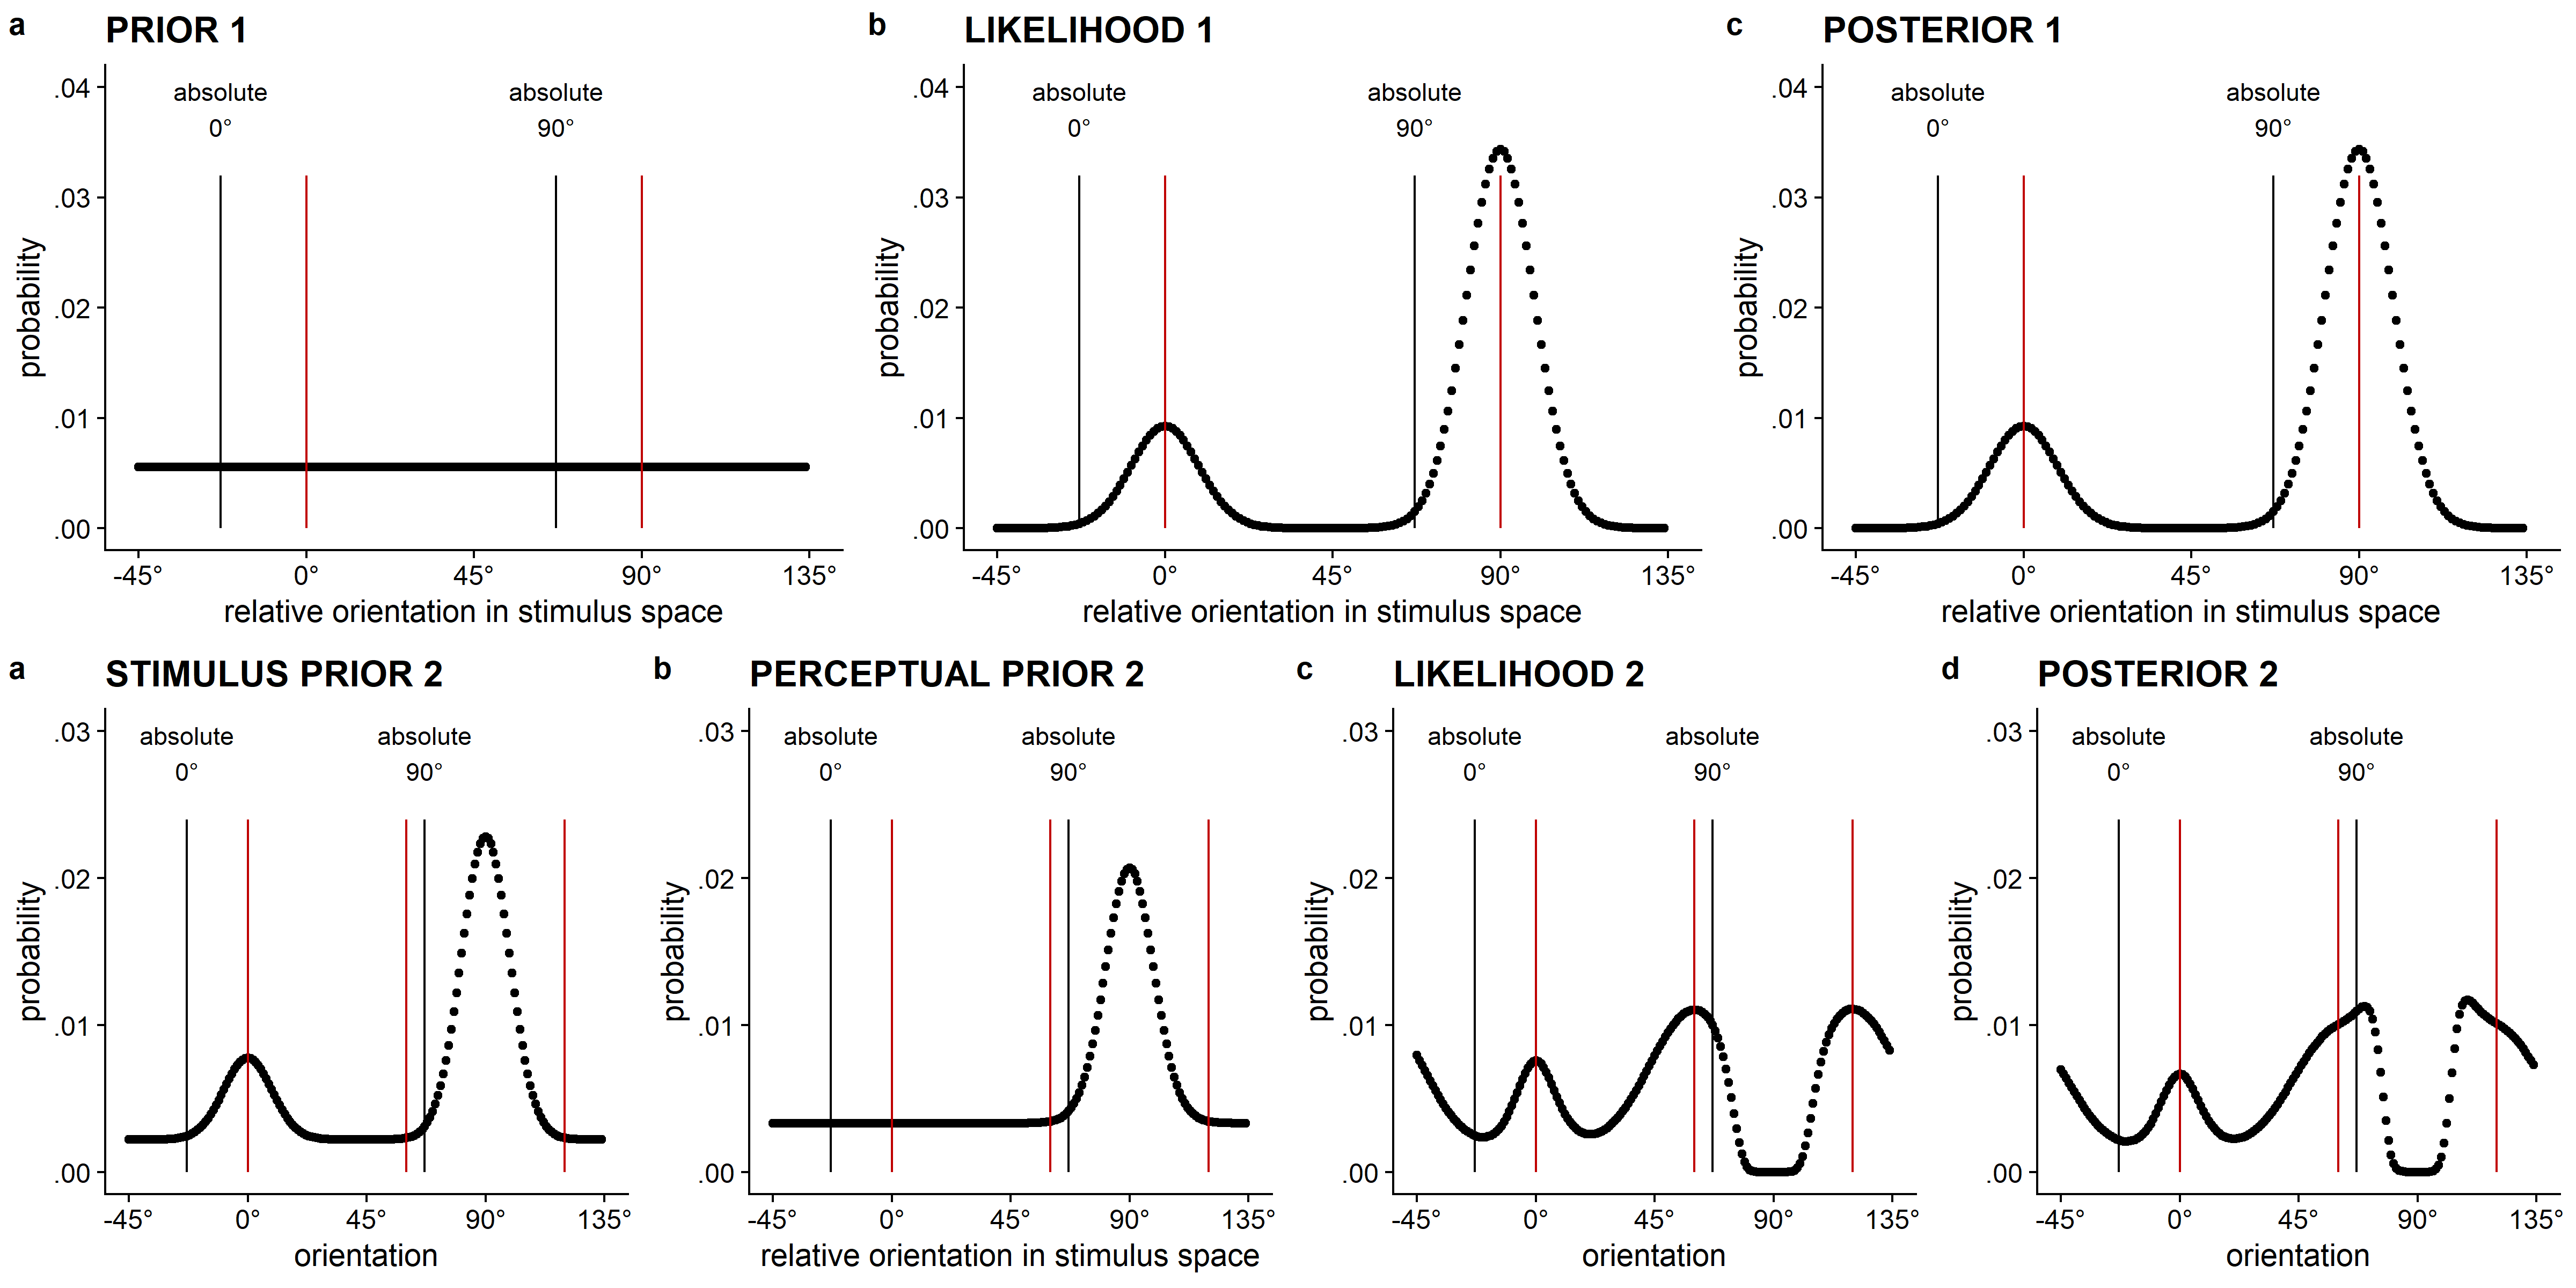 a PRIOR 1
absolute 0°
absolute 90°
.04
.03
.02
.01
.00
probability
-45° 0° 45° 90° 135°
relative orientation in stimulus space
b LIKELIHOOD 1
absolute 0°
absolute 90°
.04
.03
.02
.01
.00
probability
-45° 0° 45° 90° 135°
relative orientation in stimulus space
c POSTERIOR 1
absolute 0°
absolute 90°
.04
.03
.02
.01
.00
probability
-45° 0° 45° 90° 135°
relative orientation in stimulus space
a STIMULUS PRIOR 2
absolute 0°
absolute 90°
.03
.02
.01
.00
probability
-45° 0° 45° 90° 135°
orientation
b PERCEPTUAL PRIOR 2
absolute 0°
absolute 90°
.03
.02
.01
.00
probability
-45° 0° 45° 90° 135°
relative orientation in stimulus space
c LIKELIHOOD 2
absolute 0°
absolute 90°
.03
.02
.01
.00
probability
-45° 0° 45° 90° 135°
orientation
d POSTERIOR 2
absolute 0°
absolute 90°
.03
.02
.01
.00
probability
-45° 0° 45° 90° 135°
orientation